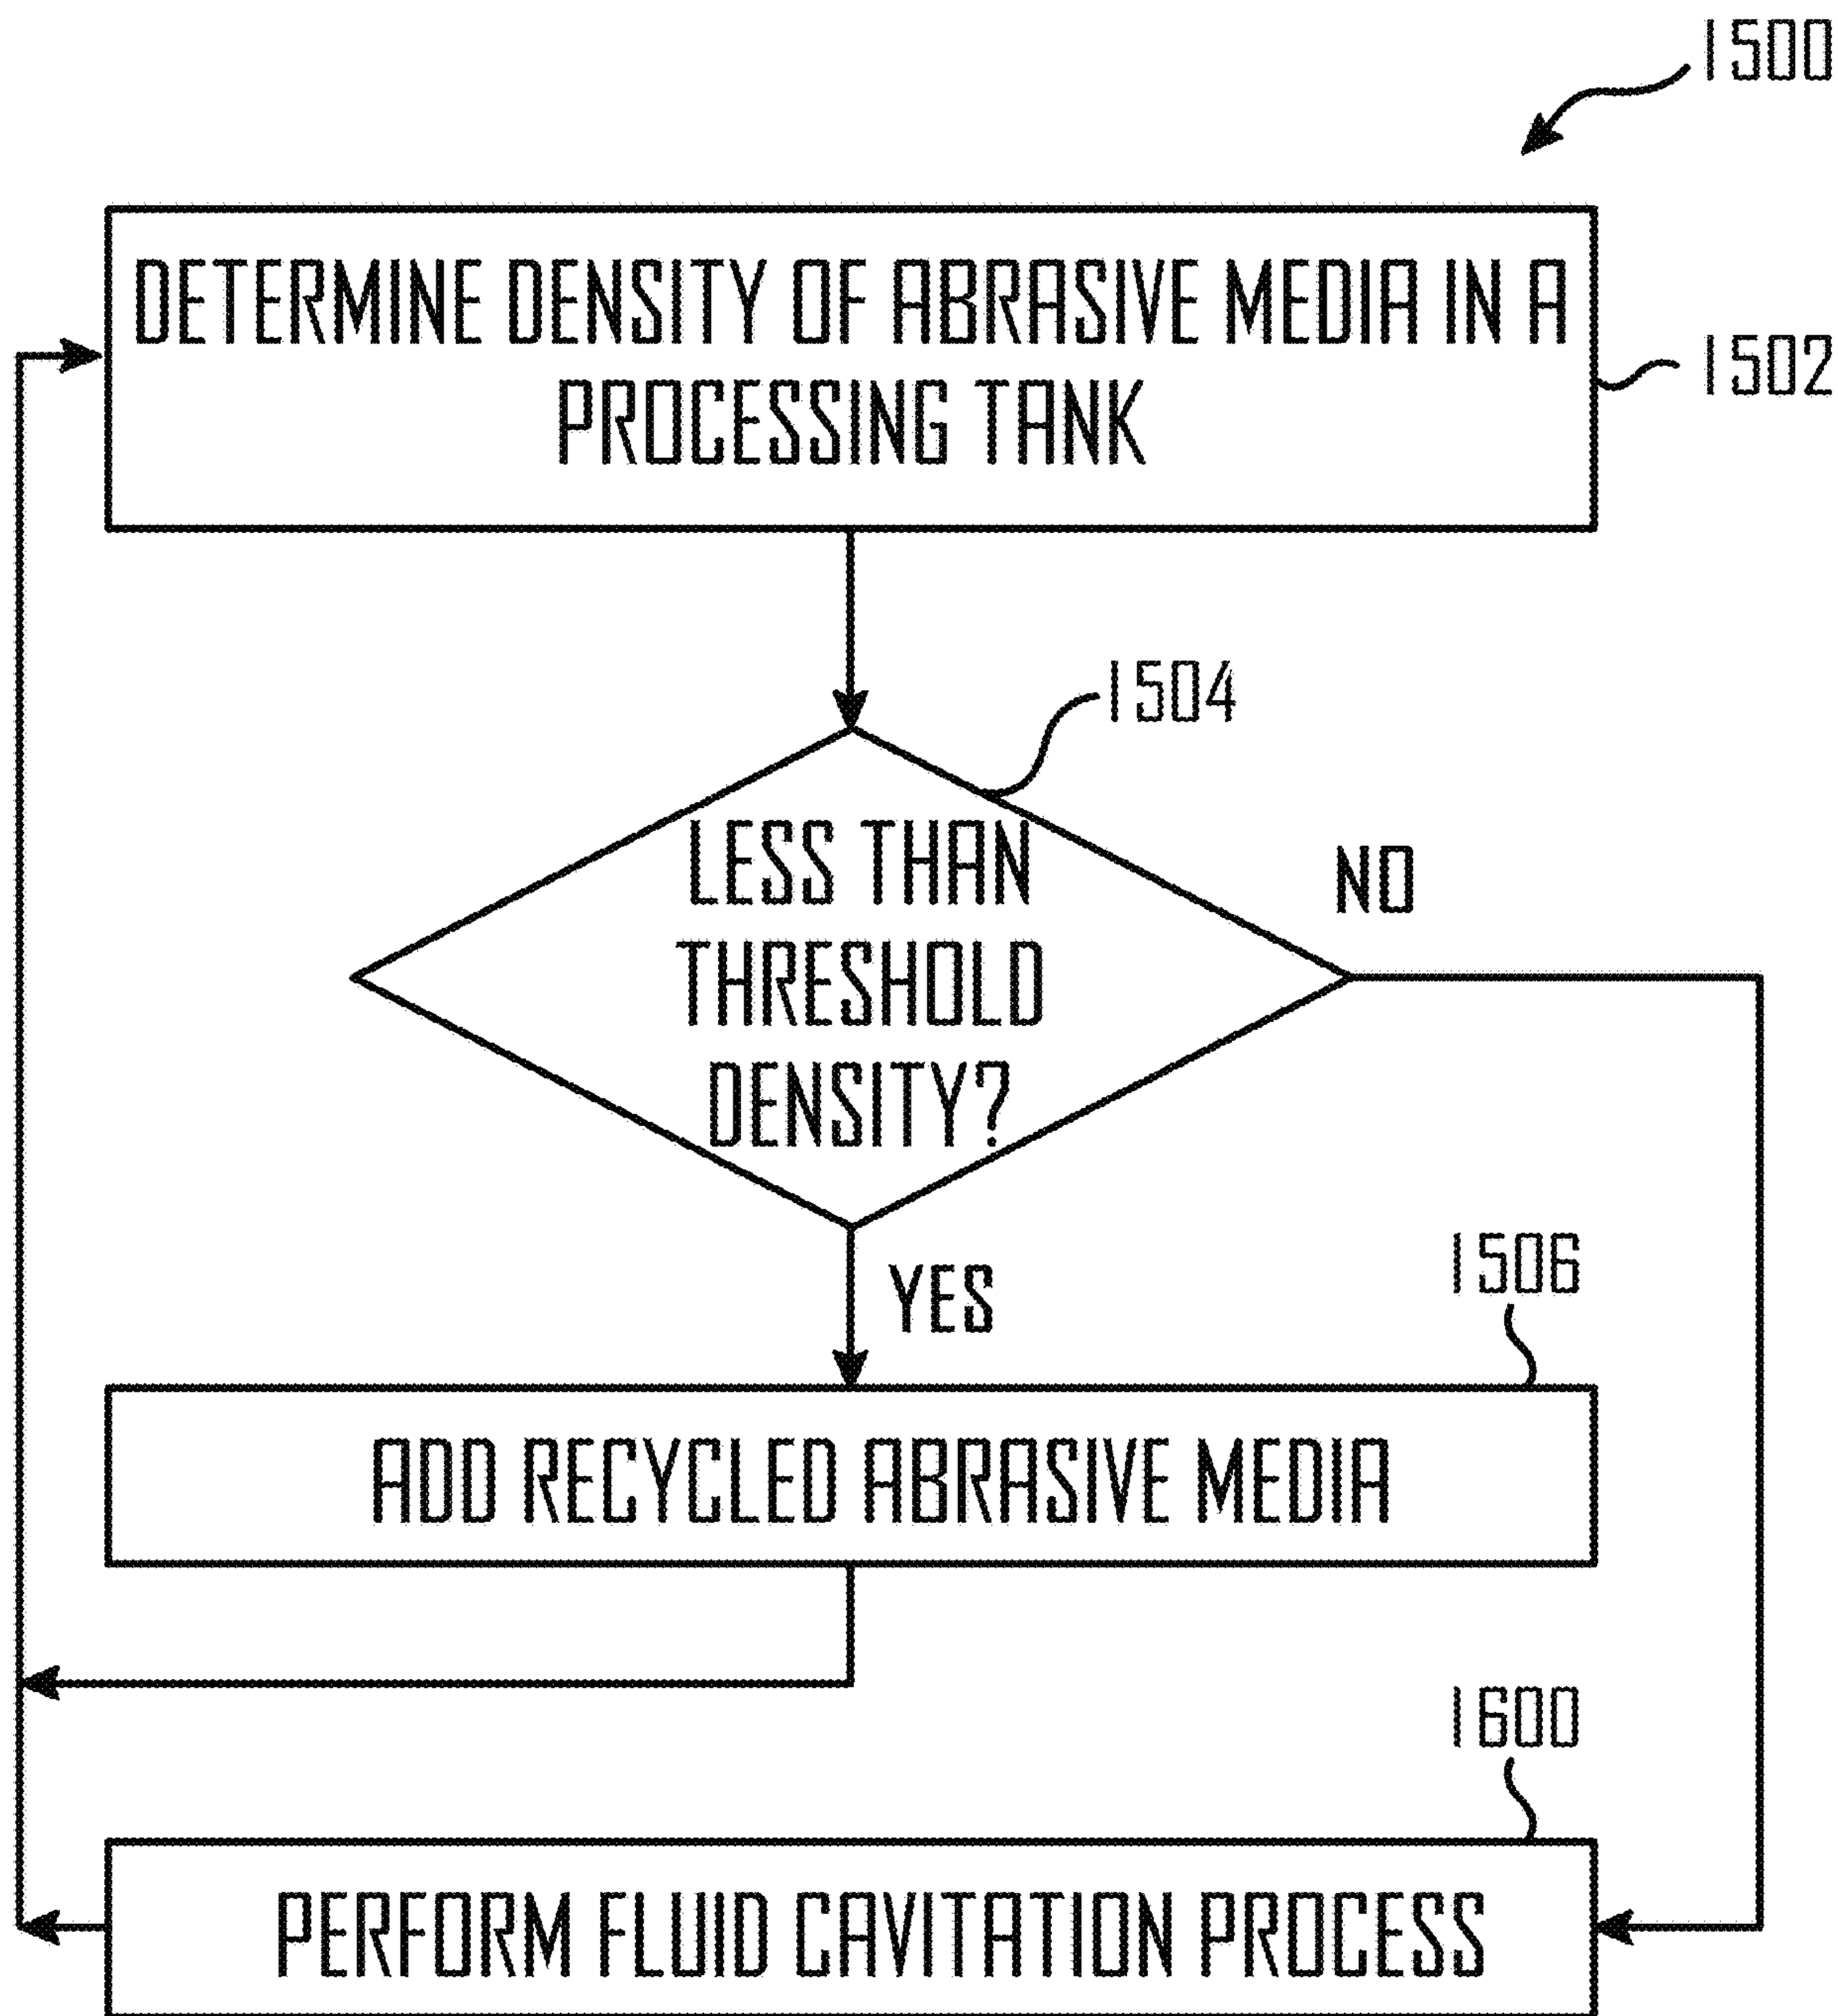 1500
DETERMINE DENSITY OF ABRASIVE MEDIA IN A
PROCESSING TANK
1502
1504
LESS THAN
THRESHOLD
DENSITY?
NO
YES
1506
ADD RECYCLED ABRASIVE MEDIA
1600
PERFORM FLUID CAVITATION PROCESS